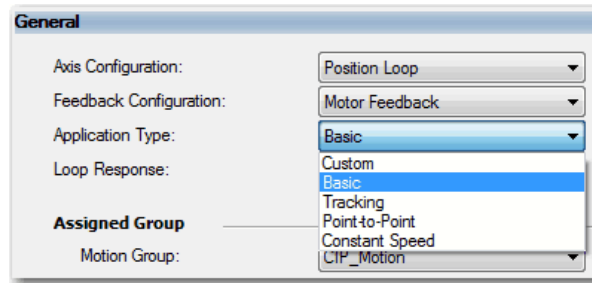 General
Axis Configuration: Position Loop
Feedback Configuration: Motor Feedback
Application Type: Basic
Loop Response: Custom
Basic
Tracking
Assigned Group Point-to-Point
Constant Speed
Motion Group: CIP_Motion